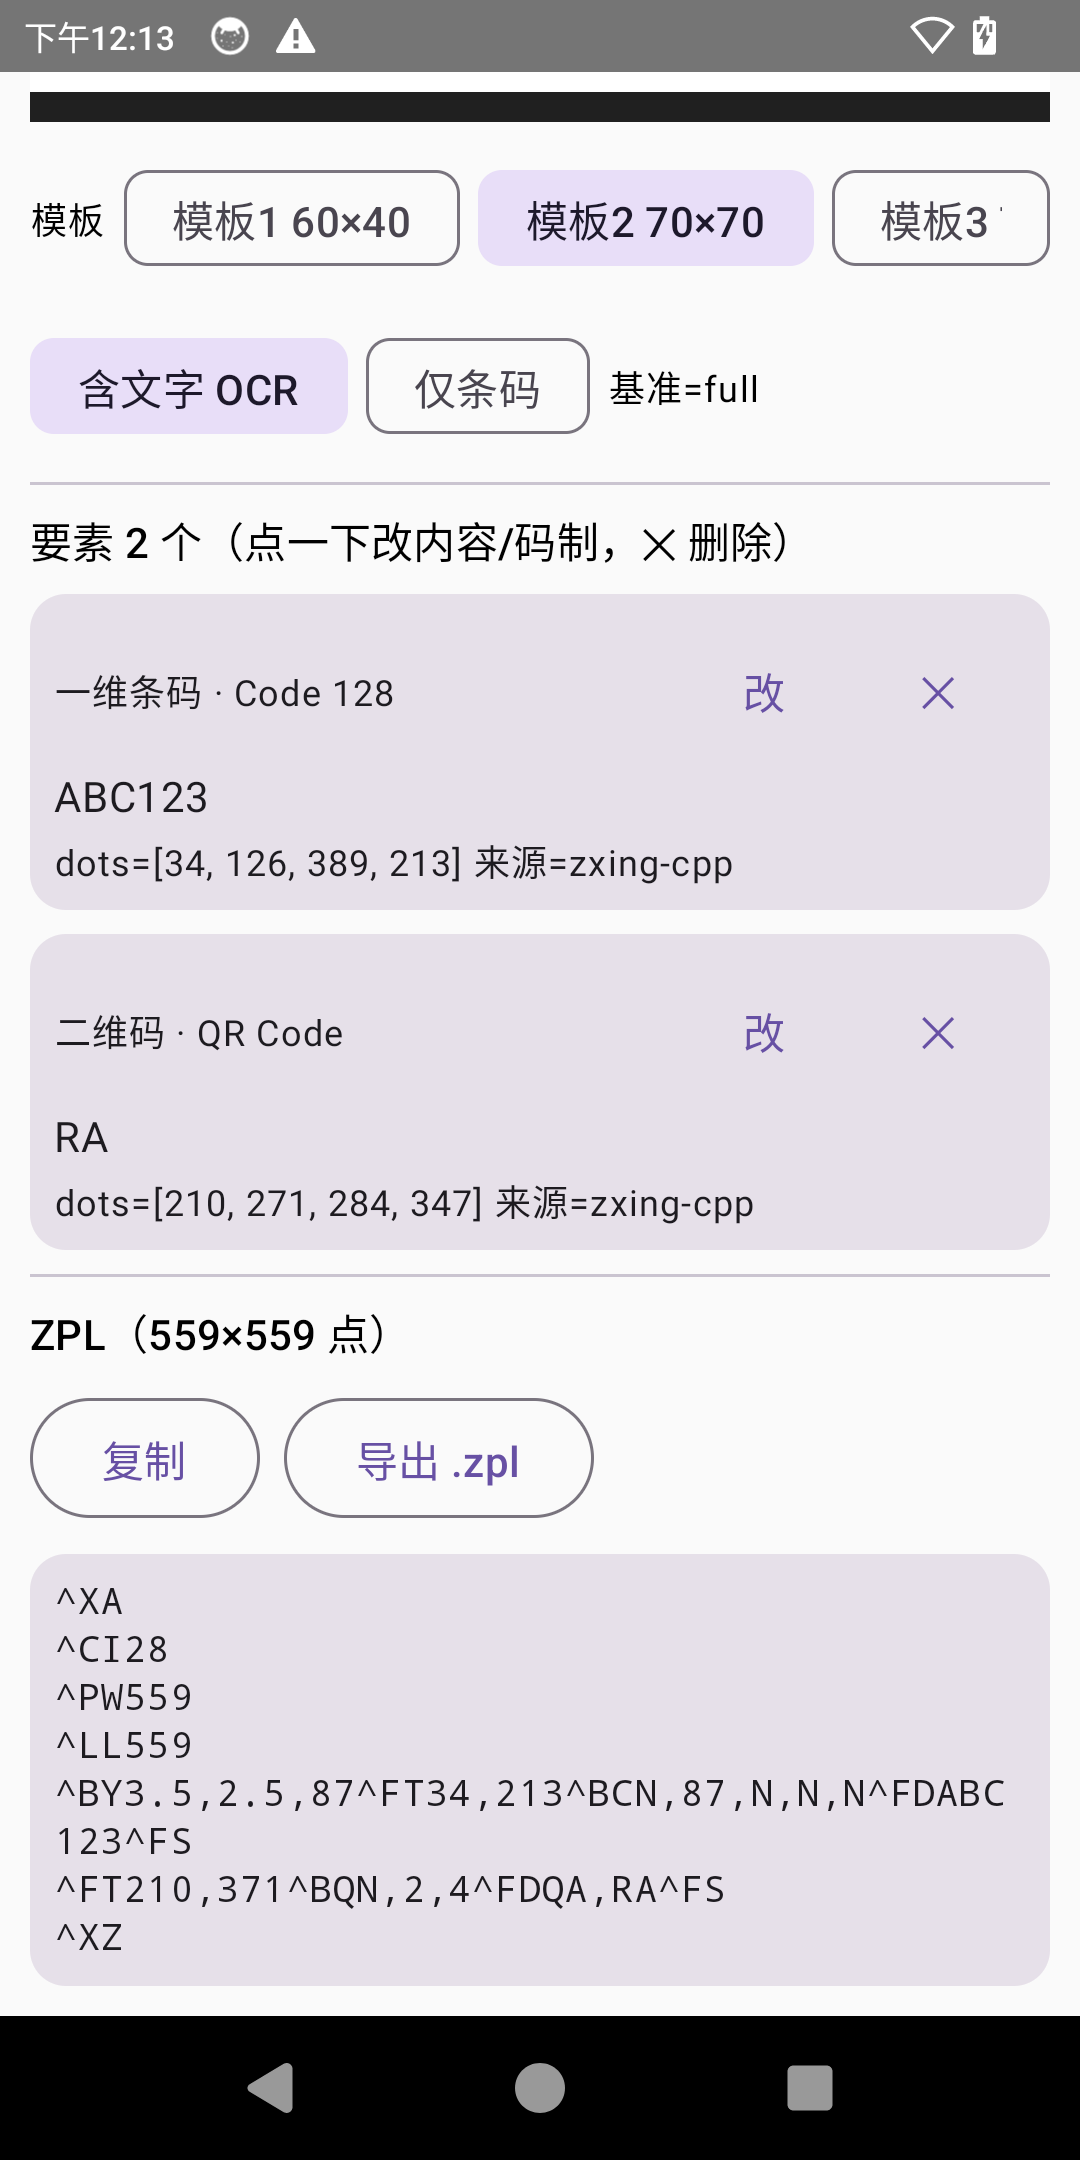 下午12:13
模板
模板1 60×40
模板2 70×70
模板3
含文字 OCR
仅条码
基准=full
要素 2 个（点一下改内容/码制，✕ 删除）
一维条码 · Code 128
改
✕
ABC123
dots=[34, 126, 389, 213] 来源=zxing-cpp
二维码 · QR Code
改
✕
RA
dots=[210, 271, 284, 347] 来源=zxing-cpp
ZPL（559×559 点）
复制
导出 .zpl
^XA
^CI28
^PW559
^LL559
^BY3.5,2.5,87^FT34,213^BCN,87,N,N,N^FDABC
123^FS
^FT210,371^BQN,2,4^FDQA,RA^FS
^XZ